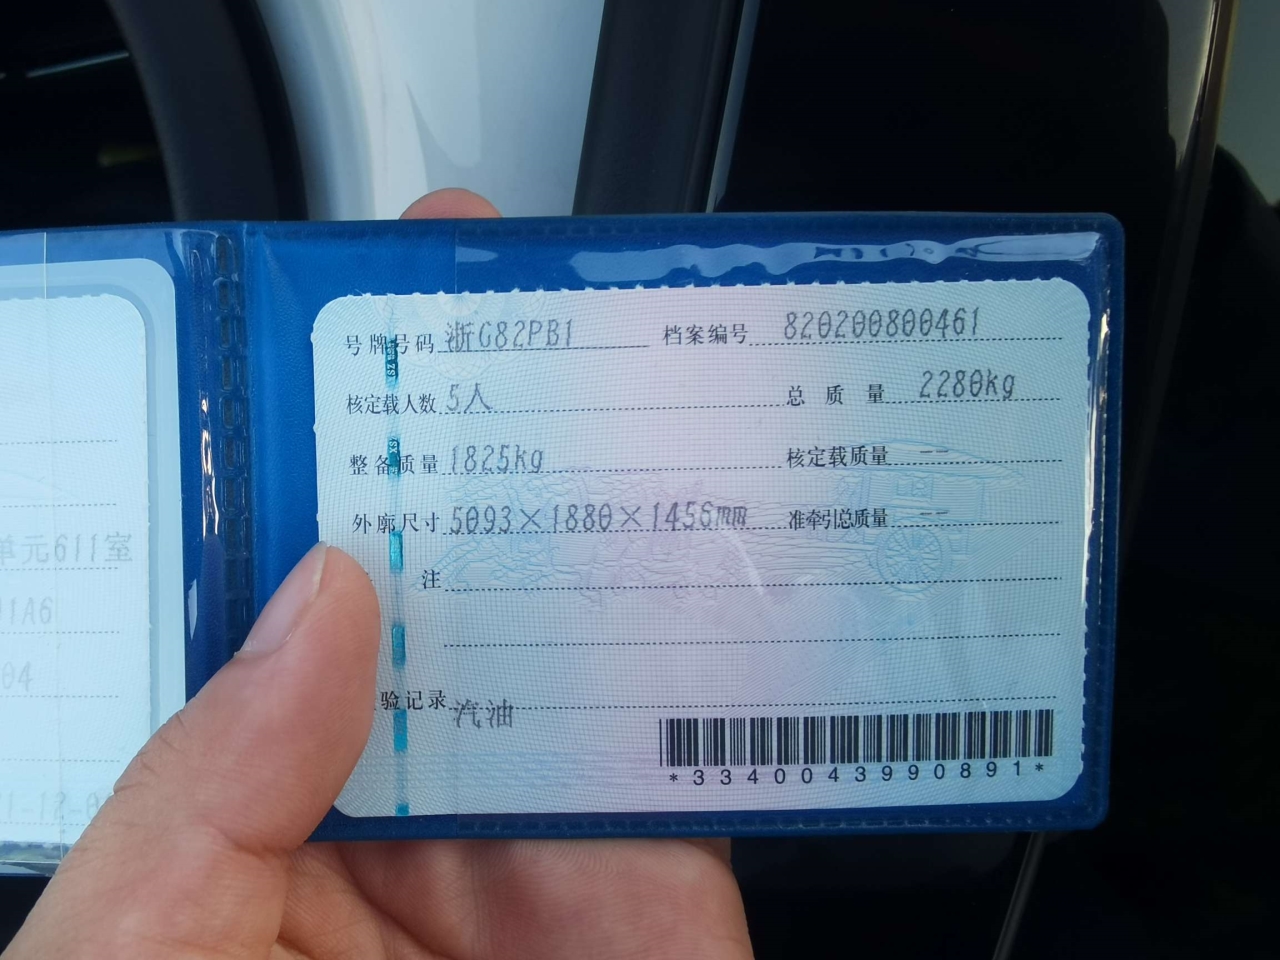 单元611室
1A6
04
号牌号码 浙G82PB1 档案编号 820200800461
核定载人数 5人 总质量 2280kg
整备质量 1825kg 核定载质量 --
外廓尺寸 5093×1880×1456mm 准牵引总质量 --
注
验记录 汽油
*3340043990891*